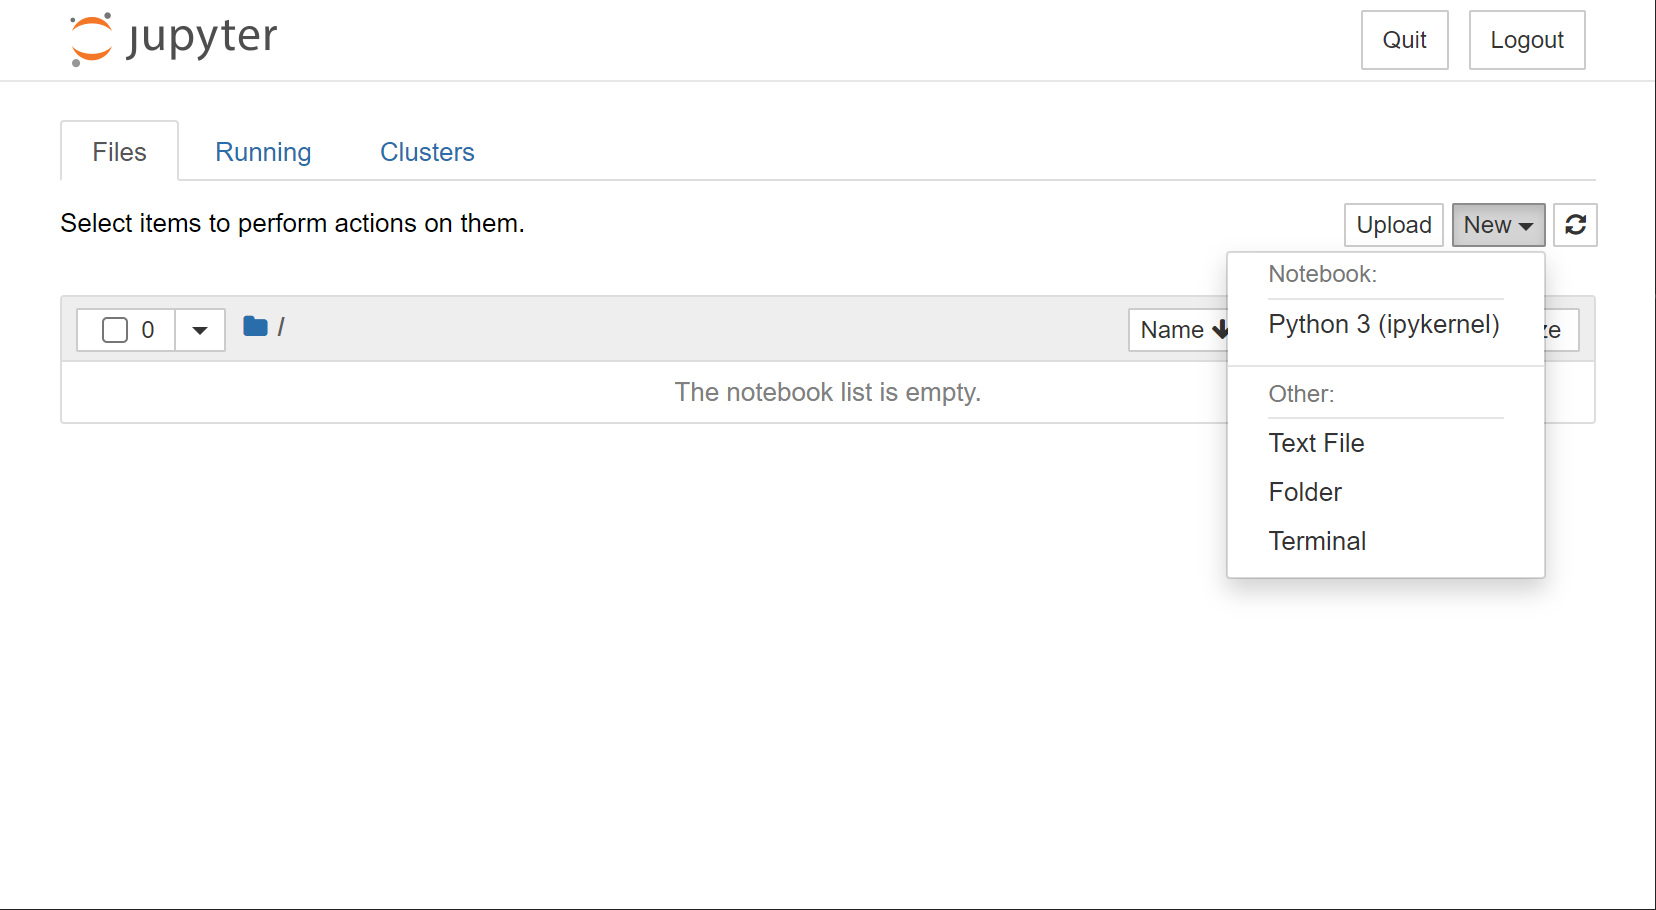 jupyter
Quit
Logout
Files
Running
Clusters
Select items to perform actions on them.
Upload
New
0
/
Name
The notebook list is empty.
Notebook:
Python 3 (ipykernel)
Other:
Text File
Folder
Terminal